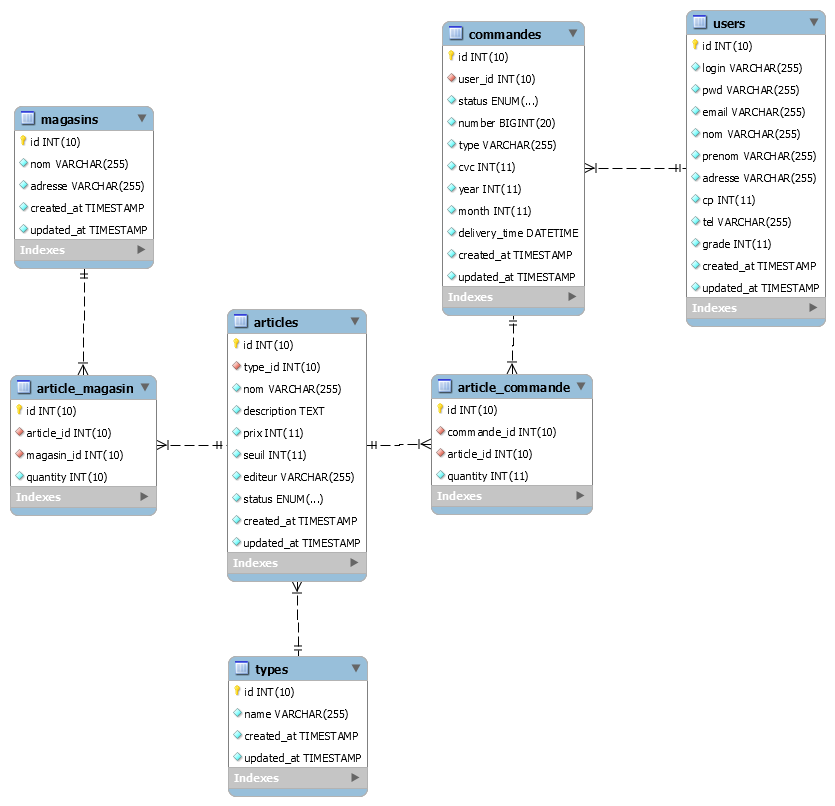 commandes
id INT(10)
user_id INT(10)
status ENUM(...)
number BIGINT(20)
type VARCHAR(255)
cvc INT(11)
year INT(11)
month INT(11)
delivery_time DATETIME
created_at TIMESTAMP
updated_at TIMESTAMP
Indexes
users
id INT(10)
login VARCHAR(255)
pwd VARCHAR(255)
email VARCHAR(255)
nom VARCHAR(255)
prenom VARCHAR(255)
adresse VARCHAR(255)
cp INT(11)
tel VARCHAR(255)
grade INT(11)
created_at TIMESTAMP
updated_at TIMESTAMP
Indexes
magasins
id INT(10)
nom VARCHAR(255)
adresse VARCHAR(255)
created_at TIMESTAMP
updated_at TIMESTAMP
Indexes
articles
id INT(10)
type_id INT(10)
nom VARCHAR(255)
description TEXT
prix INT(11)
seuil INT(11)
editeur VARCHAR(255)
status ENUM(...)
created_at TIMESTAMP
updated_at TIMESTAMP
Indexes
article_magasin
id INT(10)
article_id INT(10)
magasin_id INT(10)
quantity INT(10)
Indexes
article_commande
id INT(10)
commande_id INT(10)
article_id INT(10)
quantity INT(11)
Indexes
types
id INT(10)
name VARCHAR(255)
created_at TIMESTAMP
updated_at TIMESTAMP
Indexes